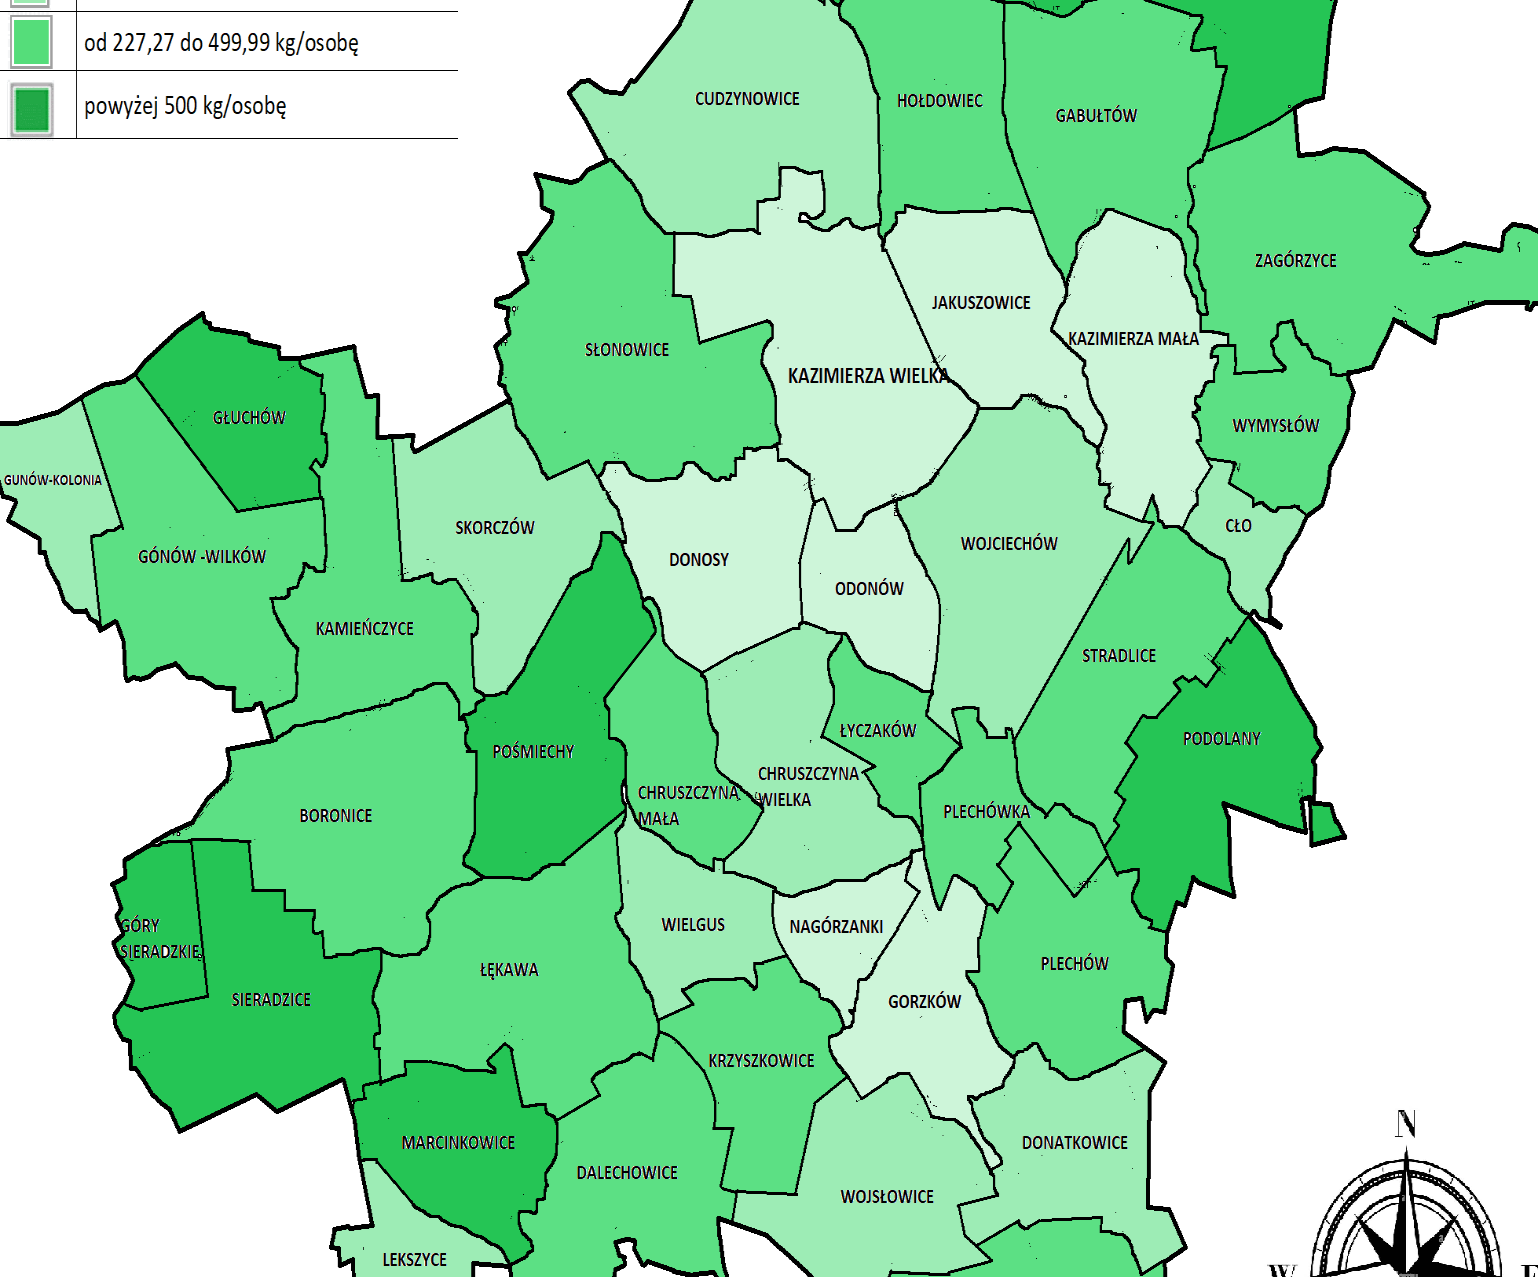 od 227,27 do 499,99 kg/osobę
powyżej 500 kg/osobę
CUDZYNOWICE
HOŁDOWIEC
GABUŁTÓW
ZAGÓRZYCE
JAKUSZOWICE
KAZIMIERZA MAŁA
SŁONOWICE
KAZIMIERZA WIELKA
GŁUCHÓW
WYMYSŁÓW
GUNÓW-KOLONIA
SKORCZÓW
CŁO
GÓNÓW -WILKÓW
DONOSY
WOJCIECHÓW
ODONÓW
KAMIEŃCZYCE
STRADLICE
ŁYCZAKÓW
PODOLANY
POŚMIECHY
CHRUSZCZYNA
WIELKA
CHRUSZCZYNA
MAŁA
PLECHÓWKA
BORONICE
GÓRY
SIERADZKIE
WIELGUS
NAGÓRZANKI
ŁĘKAWA
PLECHÓW
SIERADZICE
GORZKÓW
KRZYSZKOWICE
MARCINKOWICE
DONATKOWICE
DALECHOWICE
WOJSŁOWICE
LEKSZYCE
N
W